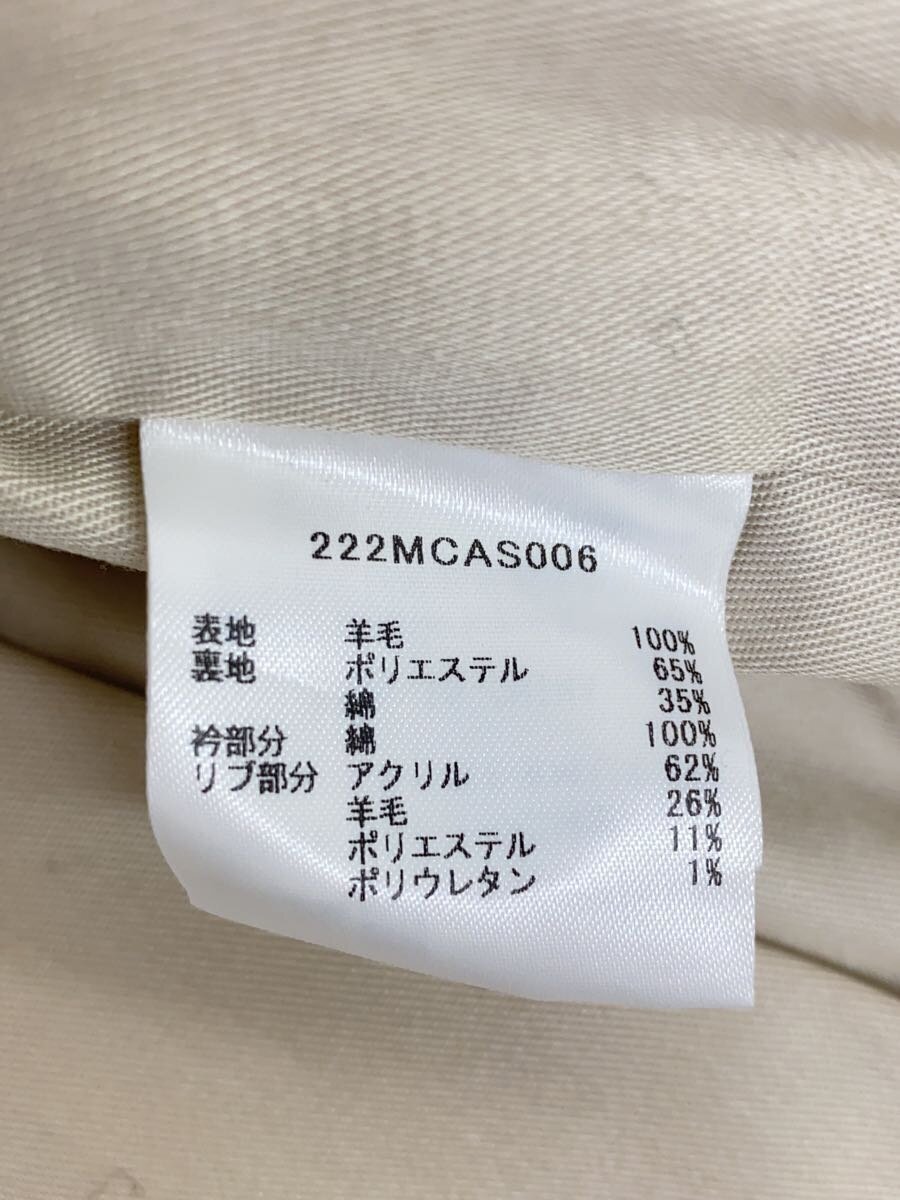 222MCAS006
表地 羊毛 100%
裏地 ポリエステル 65%
綿 35%
衿部分 綿 100%
リブ部分 アクリル 62%
羊毛 26%
ポリエステル 11%
ポリウレタン 1%